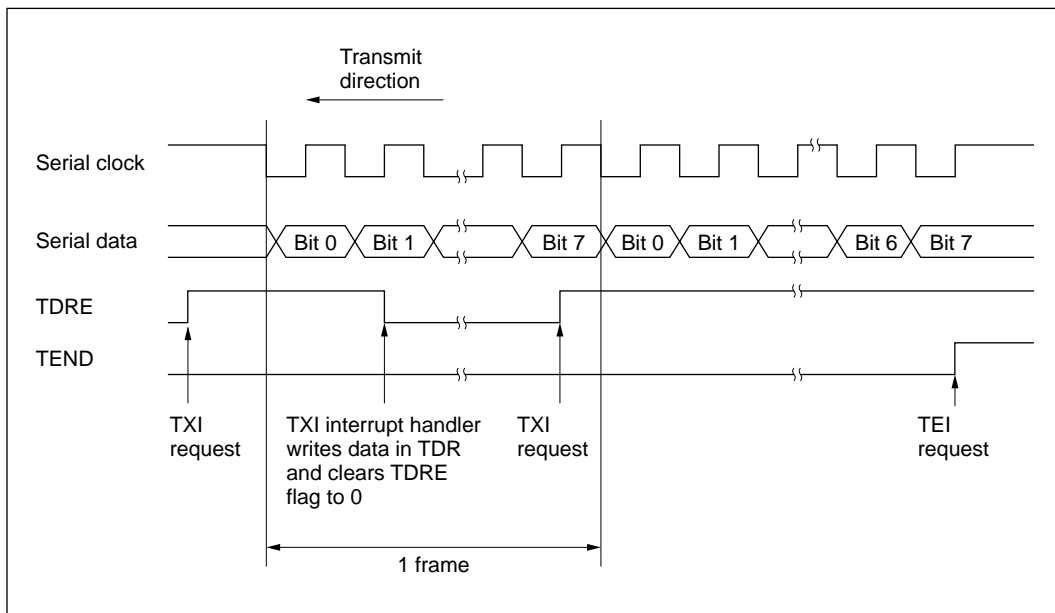 Transmit
direction
Serial clock
Serial data
Bit 0
Bit 1
Bit 7
Bit 0
Bit 1
Bit 6
Bit 7
TDRE
TEND
TXI
request
TXI interrupt handler
writes data in TDR
and clears TDRE
flag to 0
TXI
request
TEI
request
1 frame